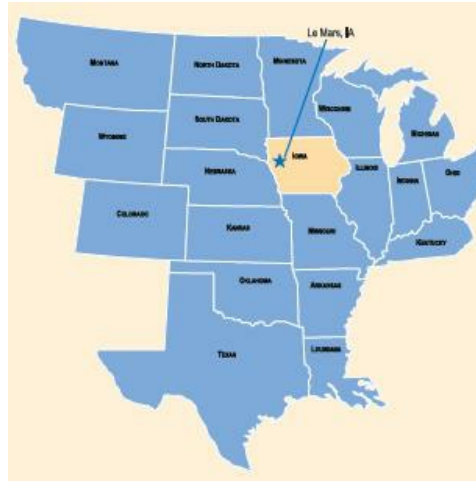 Le Mars, IA
MONTANA
NORTH DAKOTA
MINNESOTA
WISCONSIN
SOUTH DAKOTA
MICHIGAN
WYOMING
IOWA
NEBRASKA
ILLINOIS
INDIANA
OHIO
COLORADO
KANSAS
MISSOURI
KENTUCKY
OKLAHOMA
ARKANSAS
LOUISIANA
TEXAS